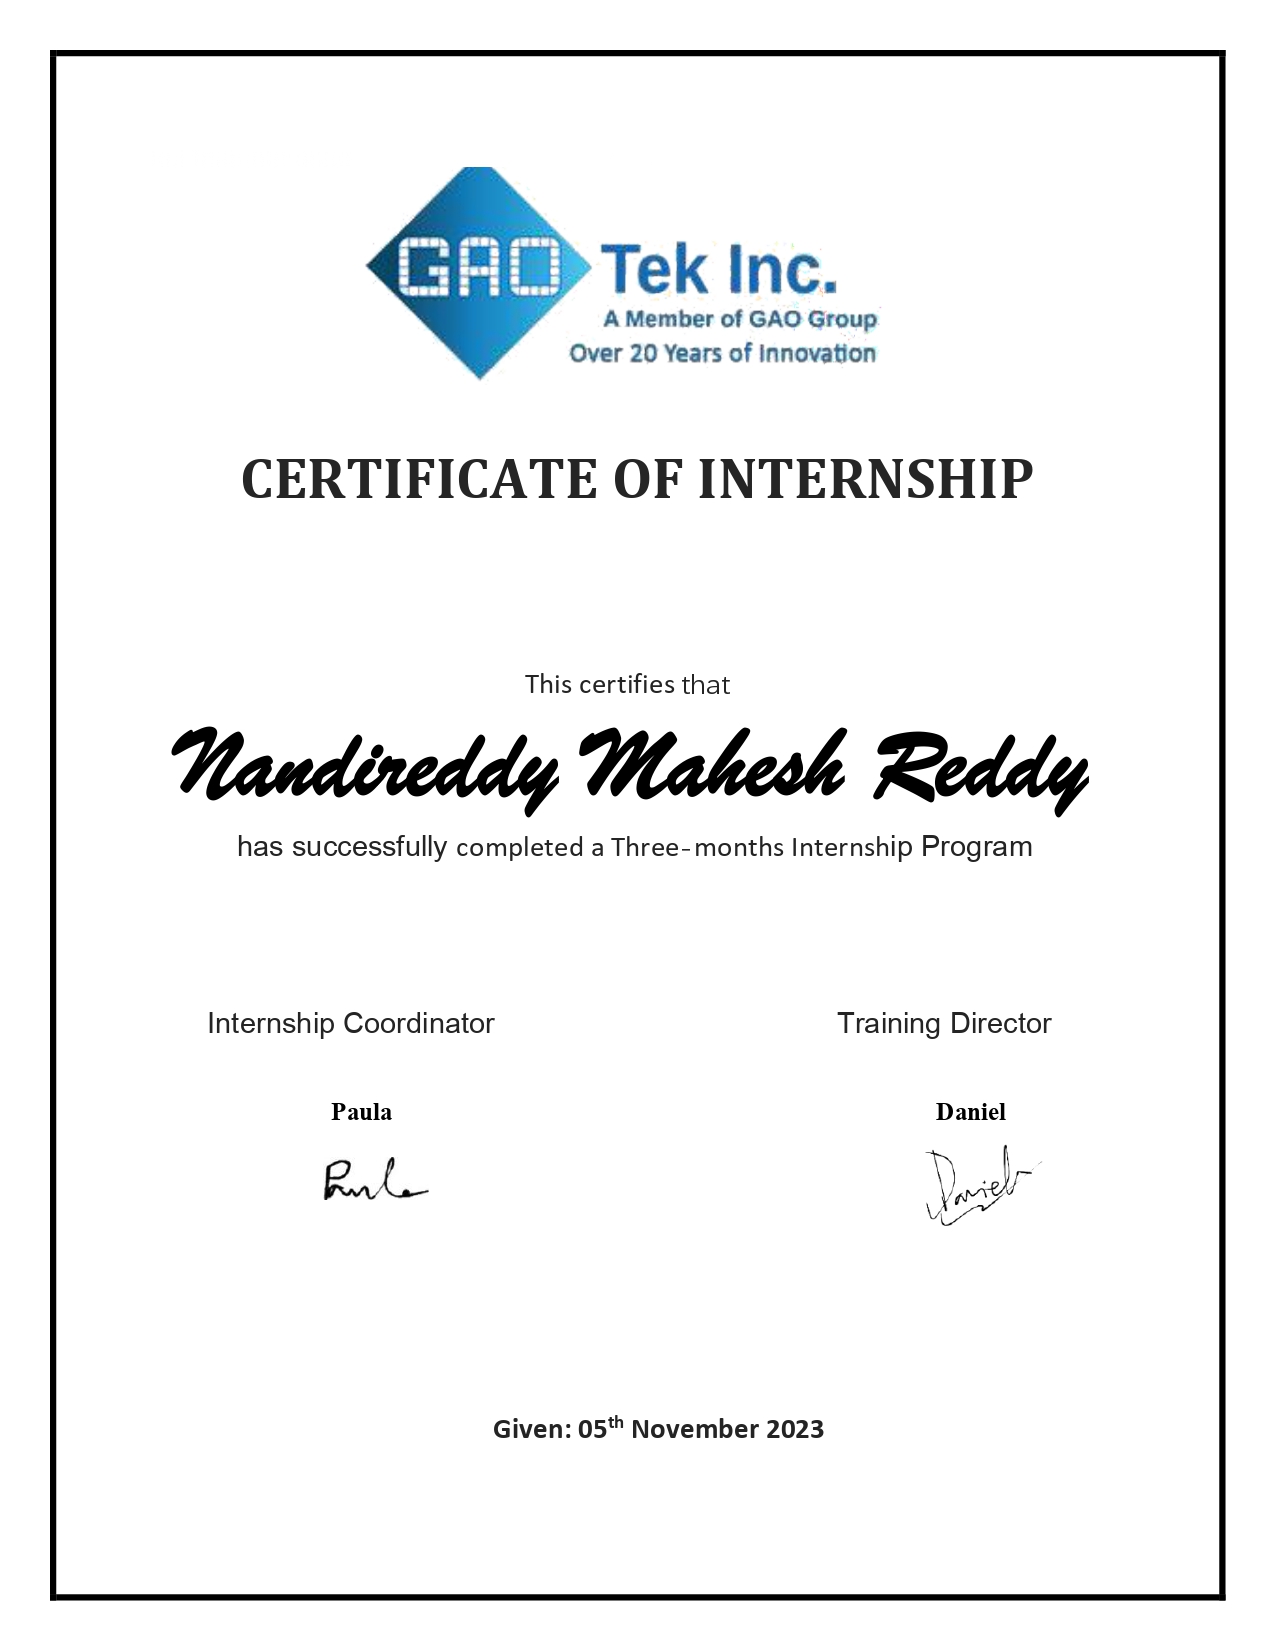 GAO Tek Inc.
A Member of GAO Group
Over 20 Years of Innovation
CERTIFICATE OF INTERNSHIP
This certifies that
Nandireddy Mahesh Reddy
has successfully completed a Three-months Internship Program
Internship Coordinator Training Director
Paula Daniel
Paula Daniel
Given: 05th November 2023